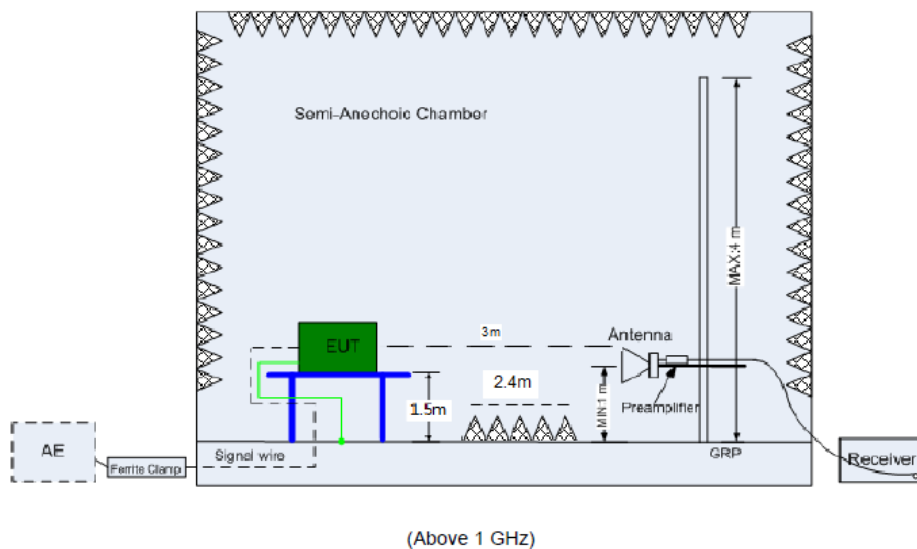 Semi-Anechoic Chamber
MAX:4 m
3m
Antenna
EUT
2.4m
1.5m
MIN:1 m
Preamplifier
AE
Ferrite Clamp
Signal wire
GRP
Receiver
(Above 1 GHz)